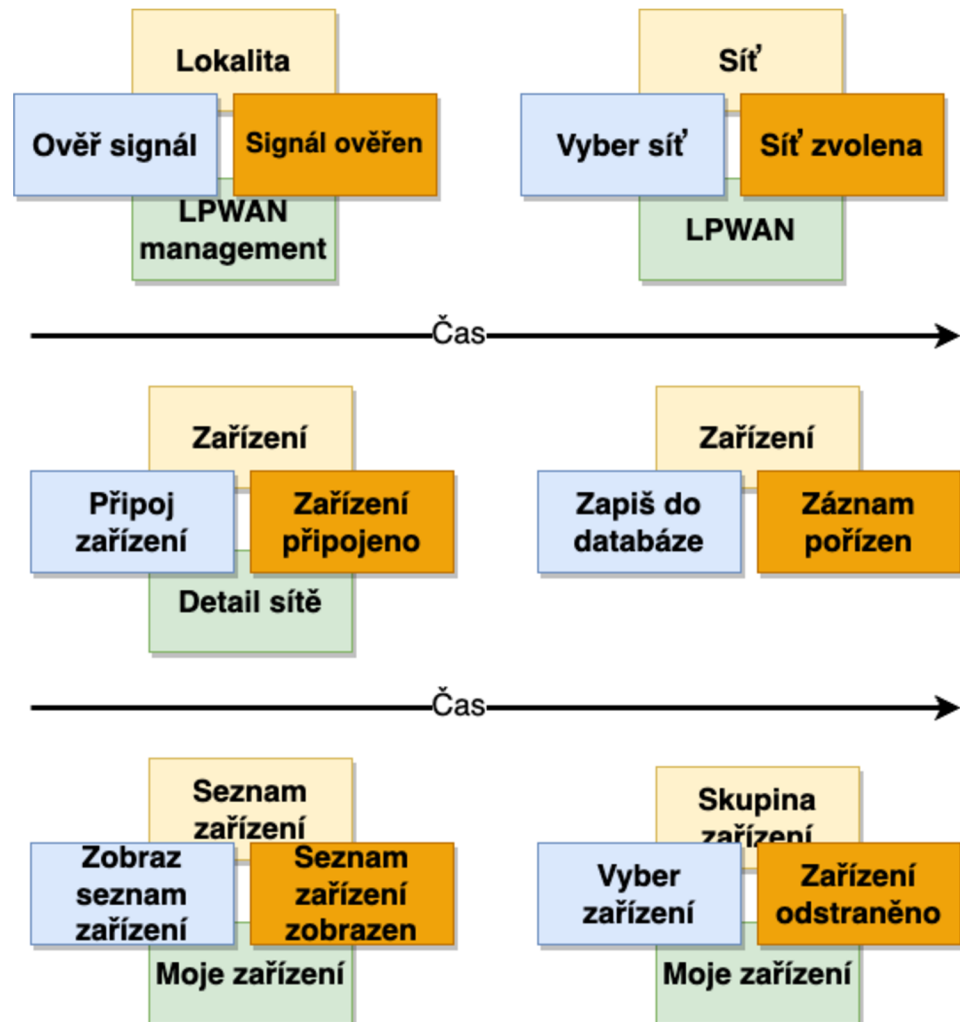 Lokalita
Ověř signál
Signál ověřen
LPWAN
management
Síť
Vyber síť
Síť zvolena
LPWAN
Čas
Zařízení
Připoj
zařízení
Zařízení
připojeno
Detail sítě
Zařízení
Zapiš do
databáze
Záznam
pořízen
Čas
Seznam
zařízení
Zobraz
seznam
zařízení
Seznam
zařízení
zobrazen
Moje zařízení
Skupina
zařízení
Vyber
zařízení
Zařízení
odstraněno
Moje zařízení